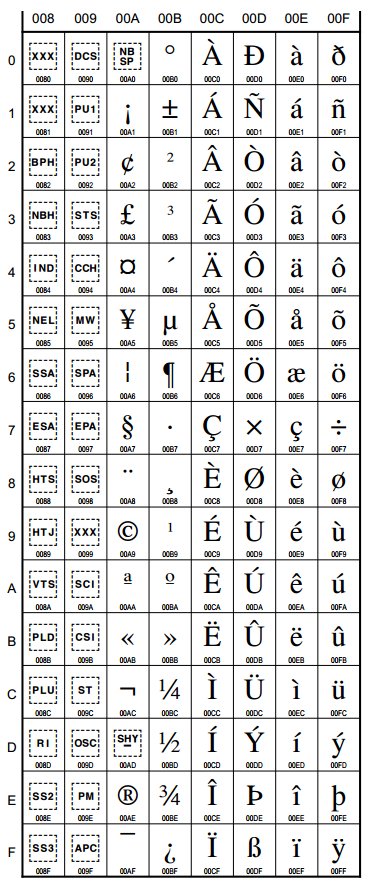 008 009 00A 00B 00C 00D 00E 00F
0 XXX DCS NB SP ° À Ð à ð
0080 0090 00A0 00B0 00C0 00D0 00E0 00F0
1 XXX PU1 ¡ ± Á Ñ á ñ
0081 0091 00A1 00B1 00C1 00D1 00E1 00F1
2 BPH PU2 ¢ ² Â Ò â ò
0082 0092 00A2 00B2 00C2 00D2 00E2 00F2
3 NBH STS £ ³ Ã Ó ã ó
0083 0093 00A3 00B3 00C3 00D3 00E3 00F3
4 IND CCH ¤ ´ Ä Ô ä ô
0084 0094 00A4 00B4 00C4 00D4 00E4 00F4
5 NEL MW ¥ µ Å Õ å õ
0085 0095 00A5 00B5 00C5 00D5 00E5 00F5
6 SSA SPA ¦ ¶ Æ Ö æ ö
0086 0096 00A6 00B6 00C6 00D6 00E6 00F6
7 ESA EPA § · Ç × ç ÷
0087 0097 00A7 00B7 00C7 00D7 00E7 00F7
8 HTS SOS ¨ ¸ È Ø è ø
0088 0098 00A8 00B8 00C8 00D8 00E8 00F8
9 HTJ XXX © ¹ É Ù é ù
0089 0099 00A9 00B9 00C9 00D9 00E9 00F9
A VTS SCI ª º Ê Ú ê ú
008A 009A 00AA 00BA 00CA 00DA 00EA 00FA
B PLD CSI « » Ë Û ë û
008B 009B 00AB 00BB 00CB 00DB 00EB 00FB
C PLU ST ¬ ¼ Ì Ü ì ü
008C 009C 00AC 00BC 00CC 00DC 00EC 00FC
D RI OSC SHY ½ Í Ý í ý
008D 009D 00AD 00BD 00CD 00DD 00ED 00FD
E SS2 PM ® ¾ Î Þ î þ
008E 009E 00AE 00BE 00CE 00DE 00EE 00FE
F SS3 APC ¯ ¿ Ï ß ï ÿ
008F 009F 00AF 00BF 00CF 00DF 00EF 00FF